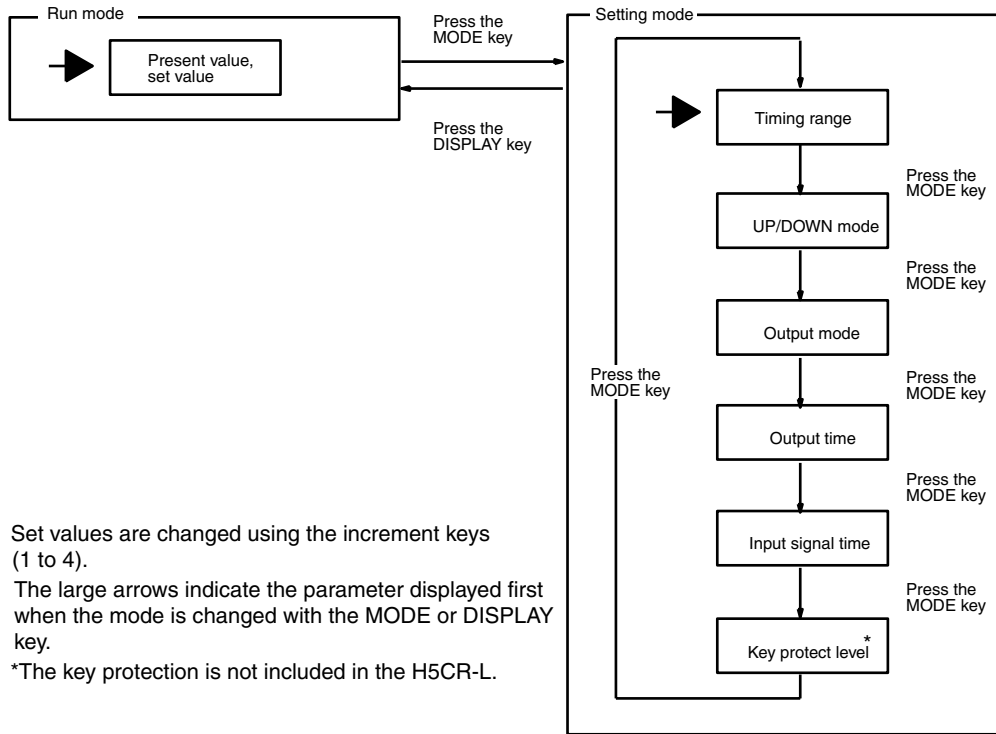 Run mode
Present value,
set value
Press the
MODE key
Press the
DISPLAY key
Setting mode
Timing range
Press the
MODE key
UP/DOWN mode
Press the
MODE key
Output mode
Press the
MODE key
Press the
MODE key
Output time
Press the
MODE key
Input signal time
Press the
MODE key
Key protect level*
Set values are changed using the increment keys
(1 to 4).
The large arrows indicate the parameter displayed first
when the mode is changed with the MODE or DISPLAY
key.
*The key protection is not included in the H5CR-L.